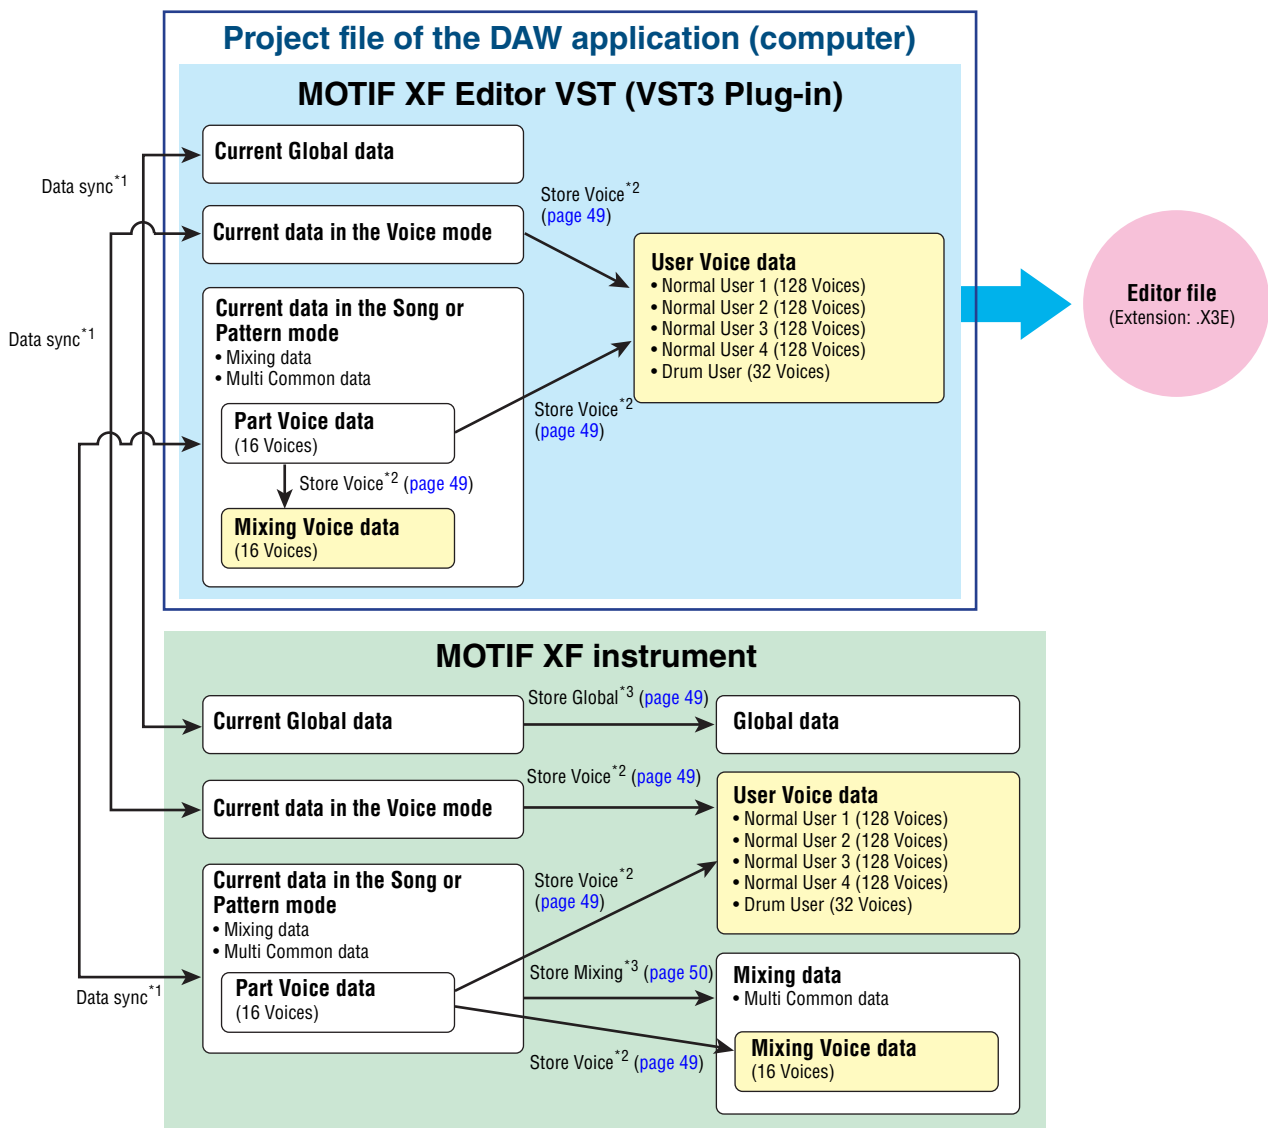 Project file of the DAW application (computer)
MOTIF XF Editor VST (VST3 Plug-in)
Current Global data
Data sync*1
Store Voice*2
(page 49)
Current data in the Voice mode
User Voice data
• Normal User 1 (128 Voices)
• Normal User 2 (128 Voices)
• Normal User 3 (128 Voices)
• Normal User 4 (128 Voices)
• Drum User (32 Voices)
Editor file
(Extension: .X3E)
Data sync*1
Current data in the Song or
Pattern mode
• Mixing data
• Multi Common data
Part Voice data
(16 Voices)
Store Voice*2
(page 49)
Store Voice*2 (page 49)
Mixing Voice data
(16 Voices)
MOTIF XF instrument
Current Global data
Store Global*3 (page 49)
Global data
Current data in the Voice mode
Store Voice*2 (page 49)
User Voice data
• Normal User 1 (128 Voices)
• Normal User 2 (128 Voices)
• Normal User 3 (128 Voices)
• Normal User 4 (128 Voices)
• Drum User (32 Voices)
Current data in the Song or
Pattern mode
• Mixing data
• Multi Common data
Store Voice*2
(page 49)
Part Voice data
(16 Voices)
Data sync*1
Store Mixing*3 (page 50)
Mixing data
• Multi Common data
Store Voice*2 (page 49)
Mixing Voice data
(16 Voices)